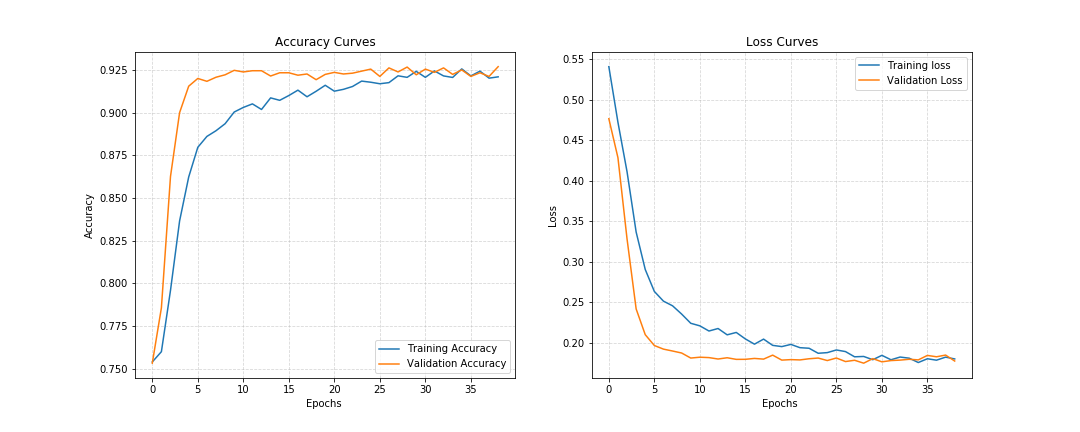 Accuracy Curves
Accuracy
0.925
0.900
0.875
0.850
0.825
0.800
0.775
0.750
0 5 10 15 20 25 30 35
Epochs
Training Accuracy
Validation Accuracy
Loss Curves
Loss
0.55
0.50
0.45
0.40
0.35
0.30
0.25
0.20
0 5 10 15 20 25 30 35
Epochs
Training loss
Validation Loss